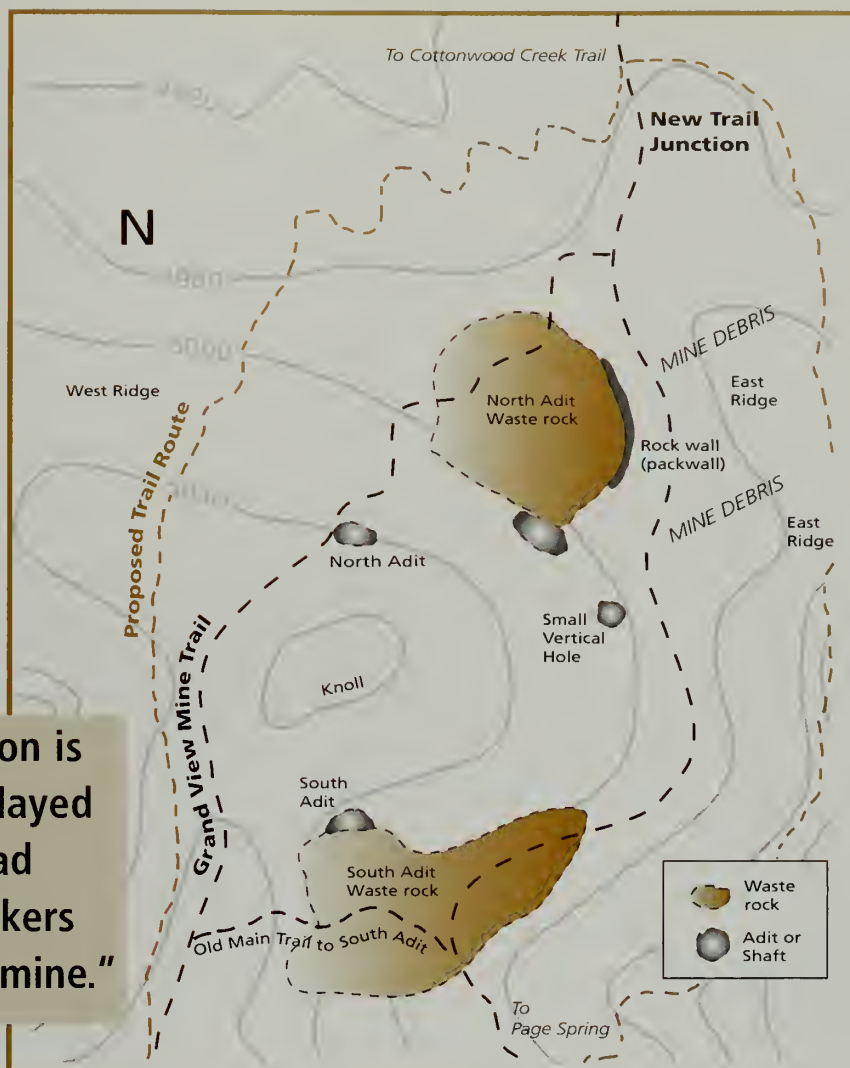 To Cottonwood Creek Trail
New Trail
Junction
N
West Ridge
MINE DEBRIS
East
Ridge
North Adit
Waste rock
Rock wall
(packwall)
MINE DEBRIS
East
Ridge
Proposed Trail Route
North Adit
Small
Vertical
Hole
Knoll
Grand View Mine Trail
on is
layed
ad
kers
mine."
South
Adit
South Adit
Waste rock
Old Main Trail to South Adit
Waste
rock
Adit or
Shaft
To
Page Spring